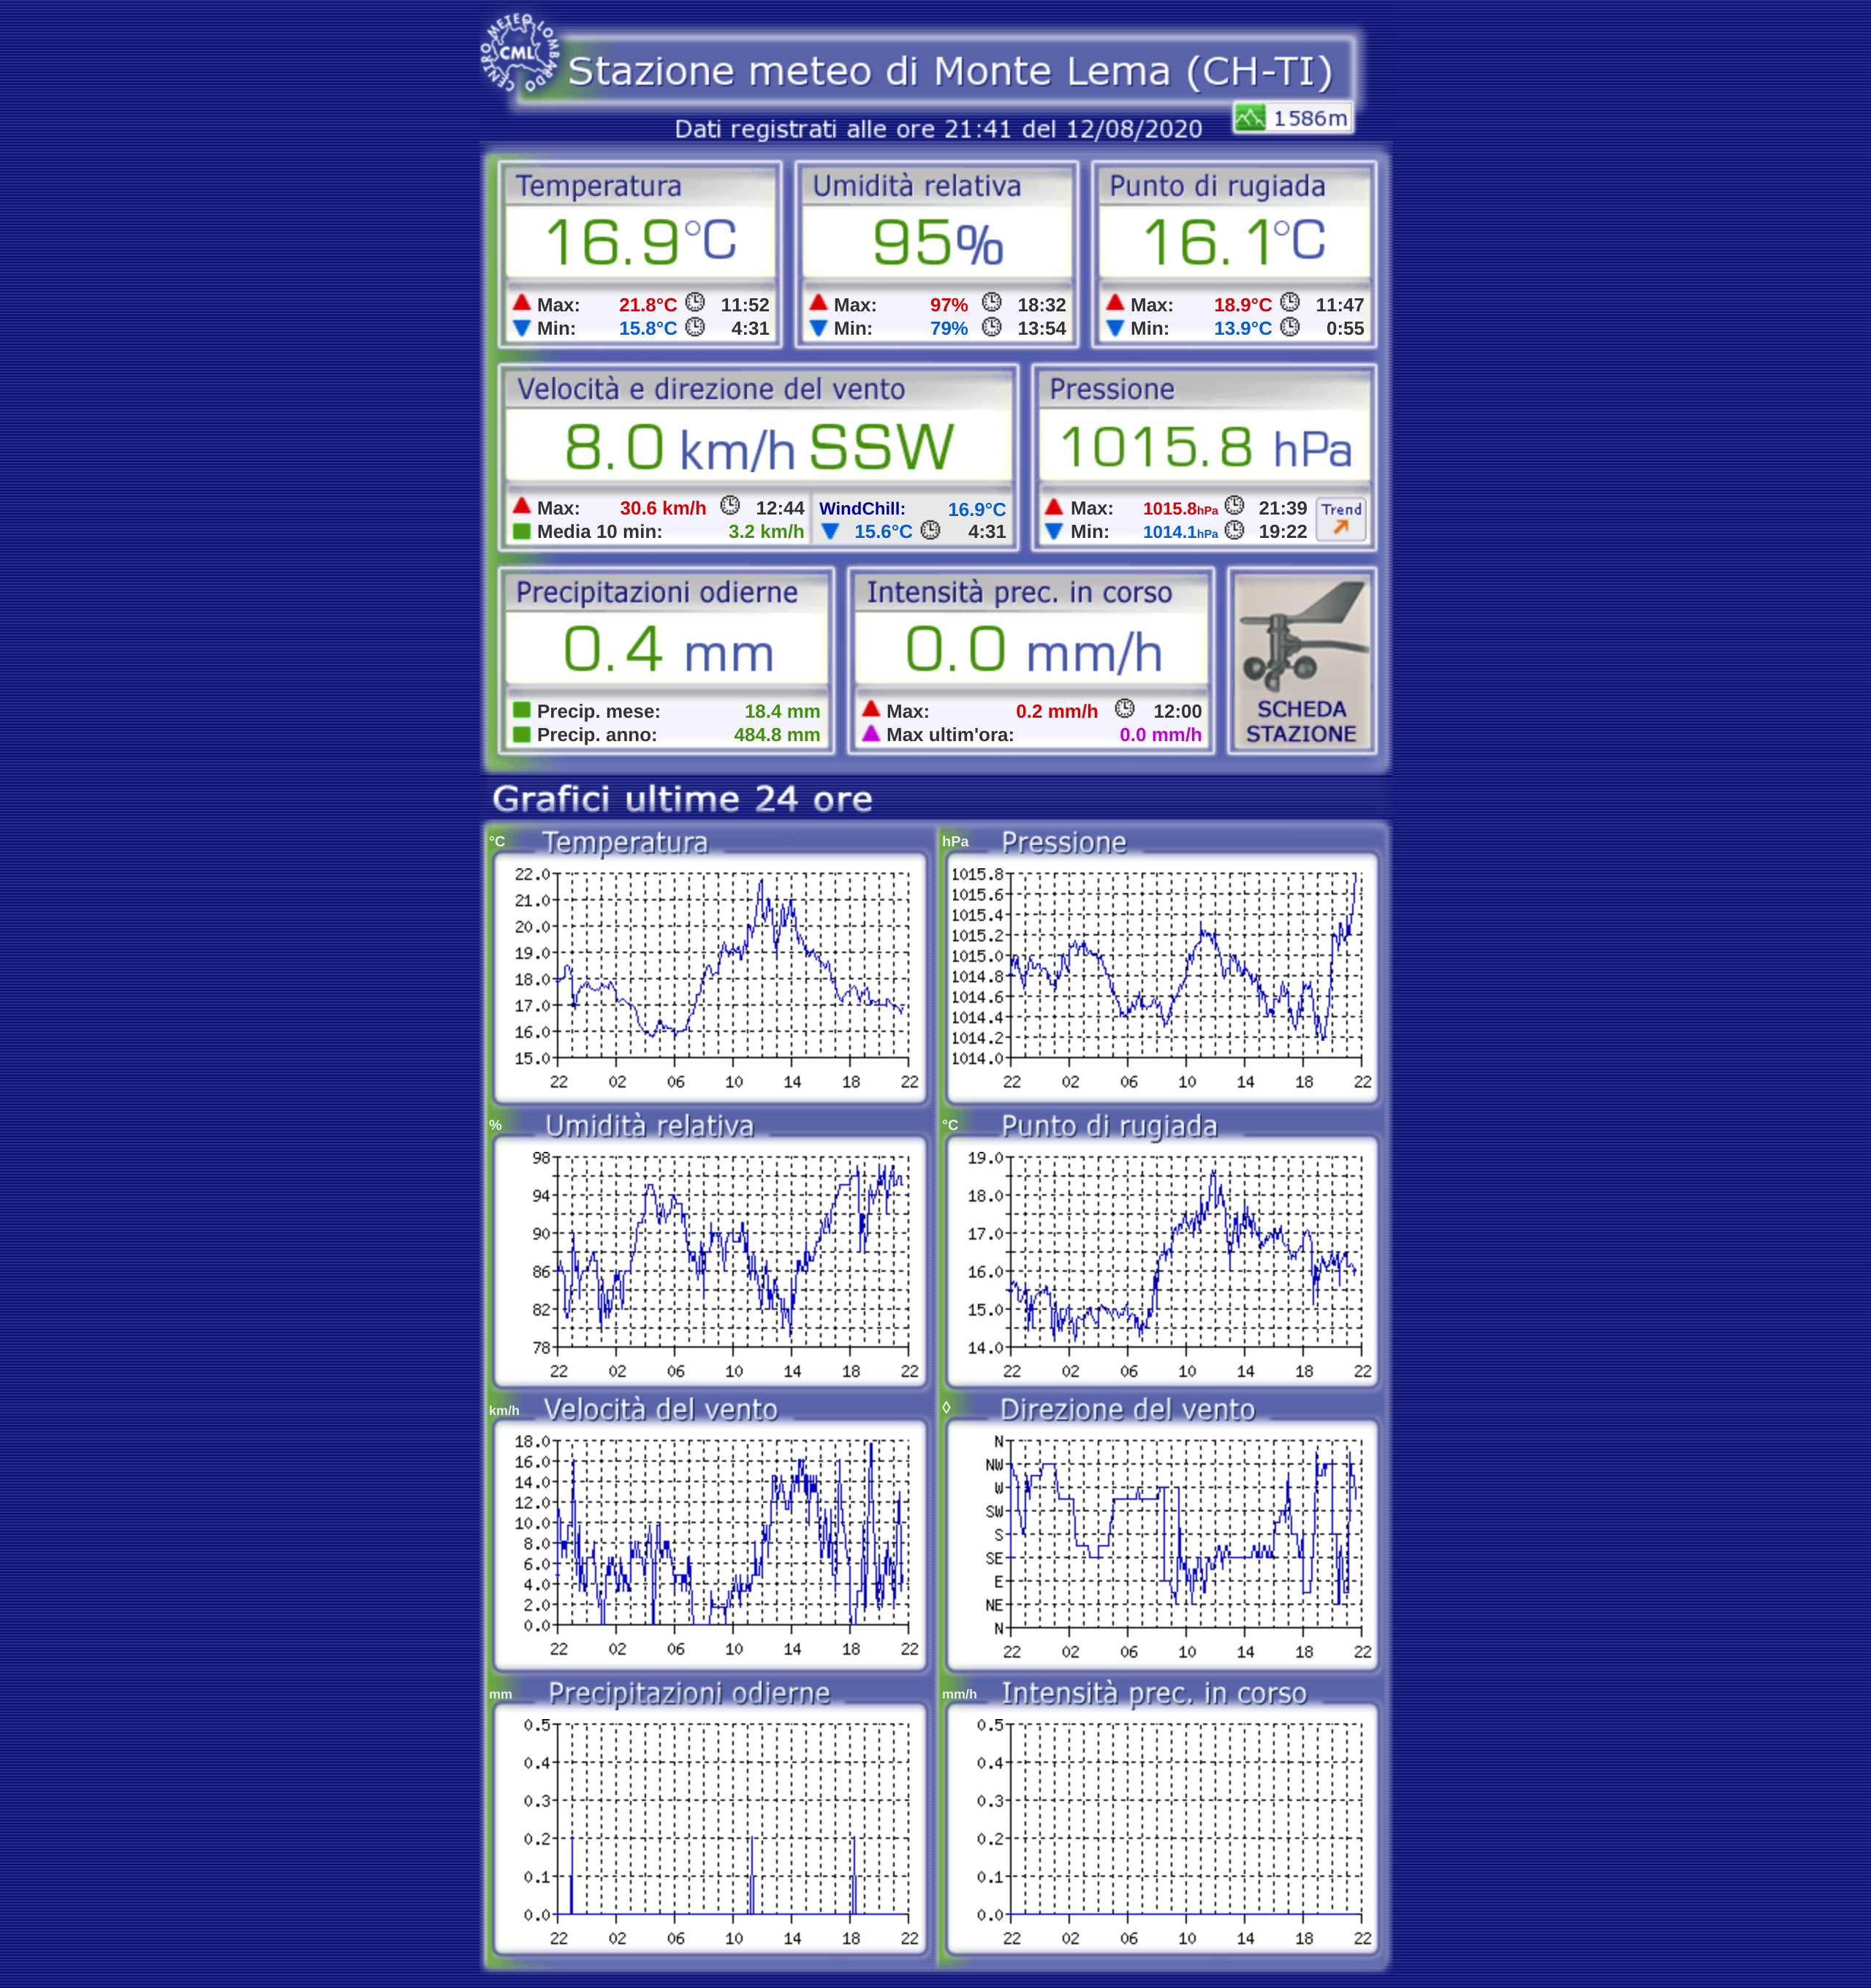 CENTRO METEO LOMBARDO
CML
Stazione meteo di Monte Lema (CH-TI)
1586m
Dati registrati alle ore 21:41 del 12/08/2020
Temperatura Umidità relativa Punto di rugiada
16.9°C 95% 16.1°C
Max: 21.8°C 11:52 Max: 97% 18:32 Max: 18.9°C 11:47
Min: 15.8°C 4:31 Min: 79% 13:54 Min: 13.9°C 0:55
Velocità e direzione del vento Pressione
8.0 km/h SSW 1015.8 hPa
Max: 30.6 km/h 12:44 WindChill: 16.9°C Max: 1015.8hPa 21:39 Trend
Media 10 min: 3.2 km/h 15.6°C 4:31 Min: 1014.1hPa 19:22
Precipitazioni odierne Intensità prec. in corso
0.4 mm 0.0 mm/h
Precip. mese: 18.4 mm Max: 0.2 mm/h 12:00 SCHEDA
Precip. anno: 484.8 mm Max ultim'ora: 0.0 mm/h STAZIONE
Grafici ultime 24 ore
°C Temperatura
22.0
21.0
20.0
19.0
18.0
17.0
16.0
15.0
22 02 06 10 14 18 22
hPa Pressione
1015.8
1015.6
1015.4
1015.2
1015.0
1014.8
1014.6
1014.4
1014.2
1014.0
22 02 06 10 14 18 22
% Umidità relativa
98
94
90
86
82
78
22 02 06 10 14 18 22
°C Punto di rugiada
19.0
18.0
17.0
16.0
15.0
14.0
22 02 06 10 14 18 22
km/h Velocità del vento
18.0
16.0
14.0
12.0
10.0
8.0
6.0
4.0
2.0
0.0
22 02 06 10 14 18 22
◊ Direzione del vento
N
NW
W
SW
S
SE
E
NE
N
22 02 06 10 14 18 22
mm Precipitazioni odierne
0.5
0.4
0.3
0.2
0.1
0.0
22 02 06 10 14 18 22
mm/h Intensità prec. in corso
0.5
0.4
0.3
0.2
0.1
0.0
22 02 06 10 14 18 22